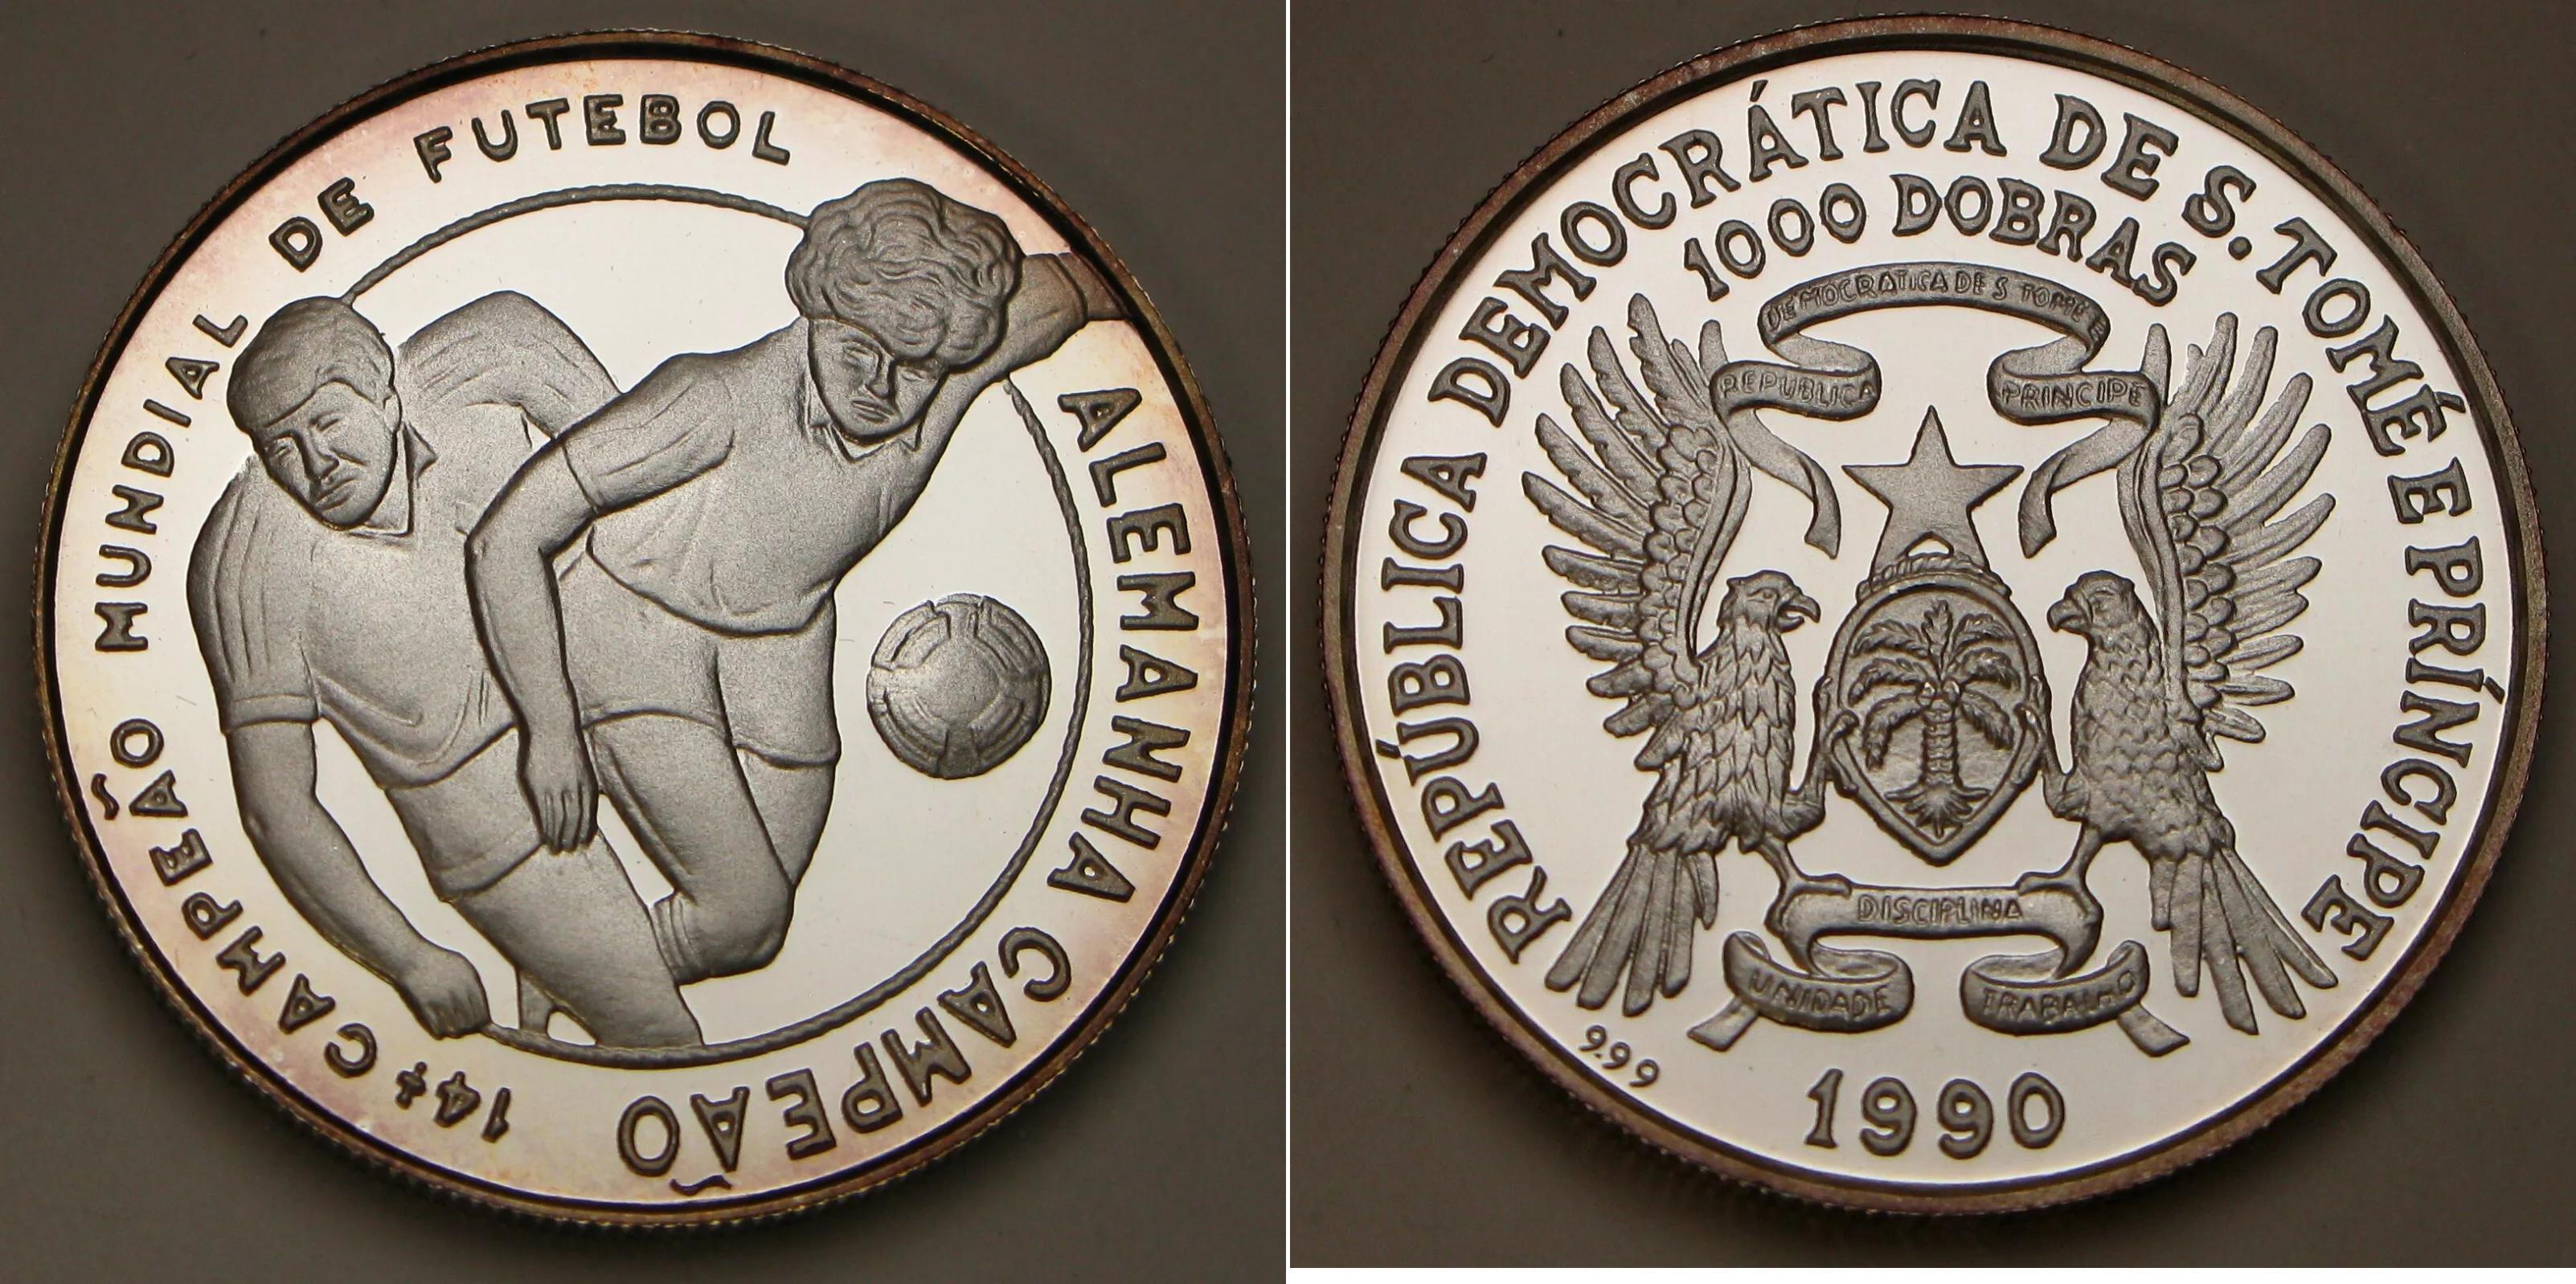 14º CAMPEÃO MUNDIAL DE FUTEBOL
ALEMANHA CAMPEÃO
REPÚBLICA DEMOCRÁTICA DE S. TOMÉ E PRÍNCIPE
1000 DOBRAS
REPUBLICA DEMOCRATICA DE S TOMÉ E PRINCIPE
DISCIPLINA
UNIDADE TRABALHO
999
1990